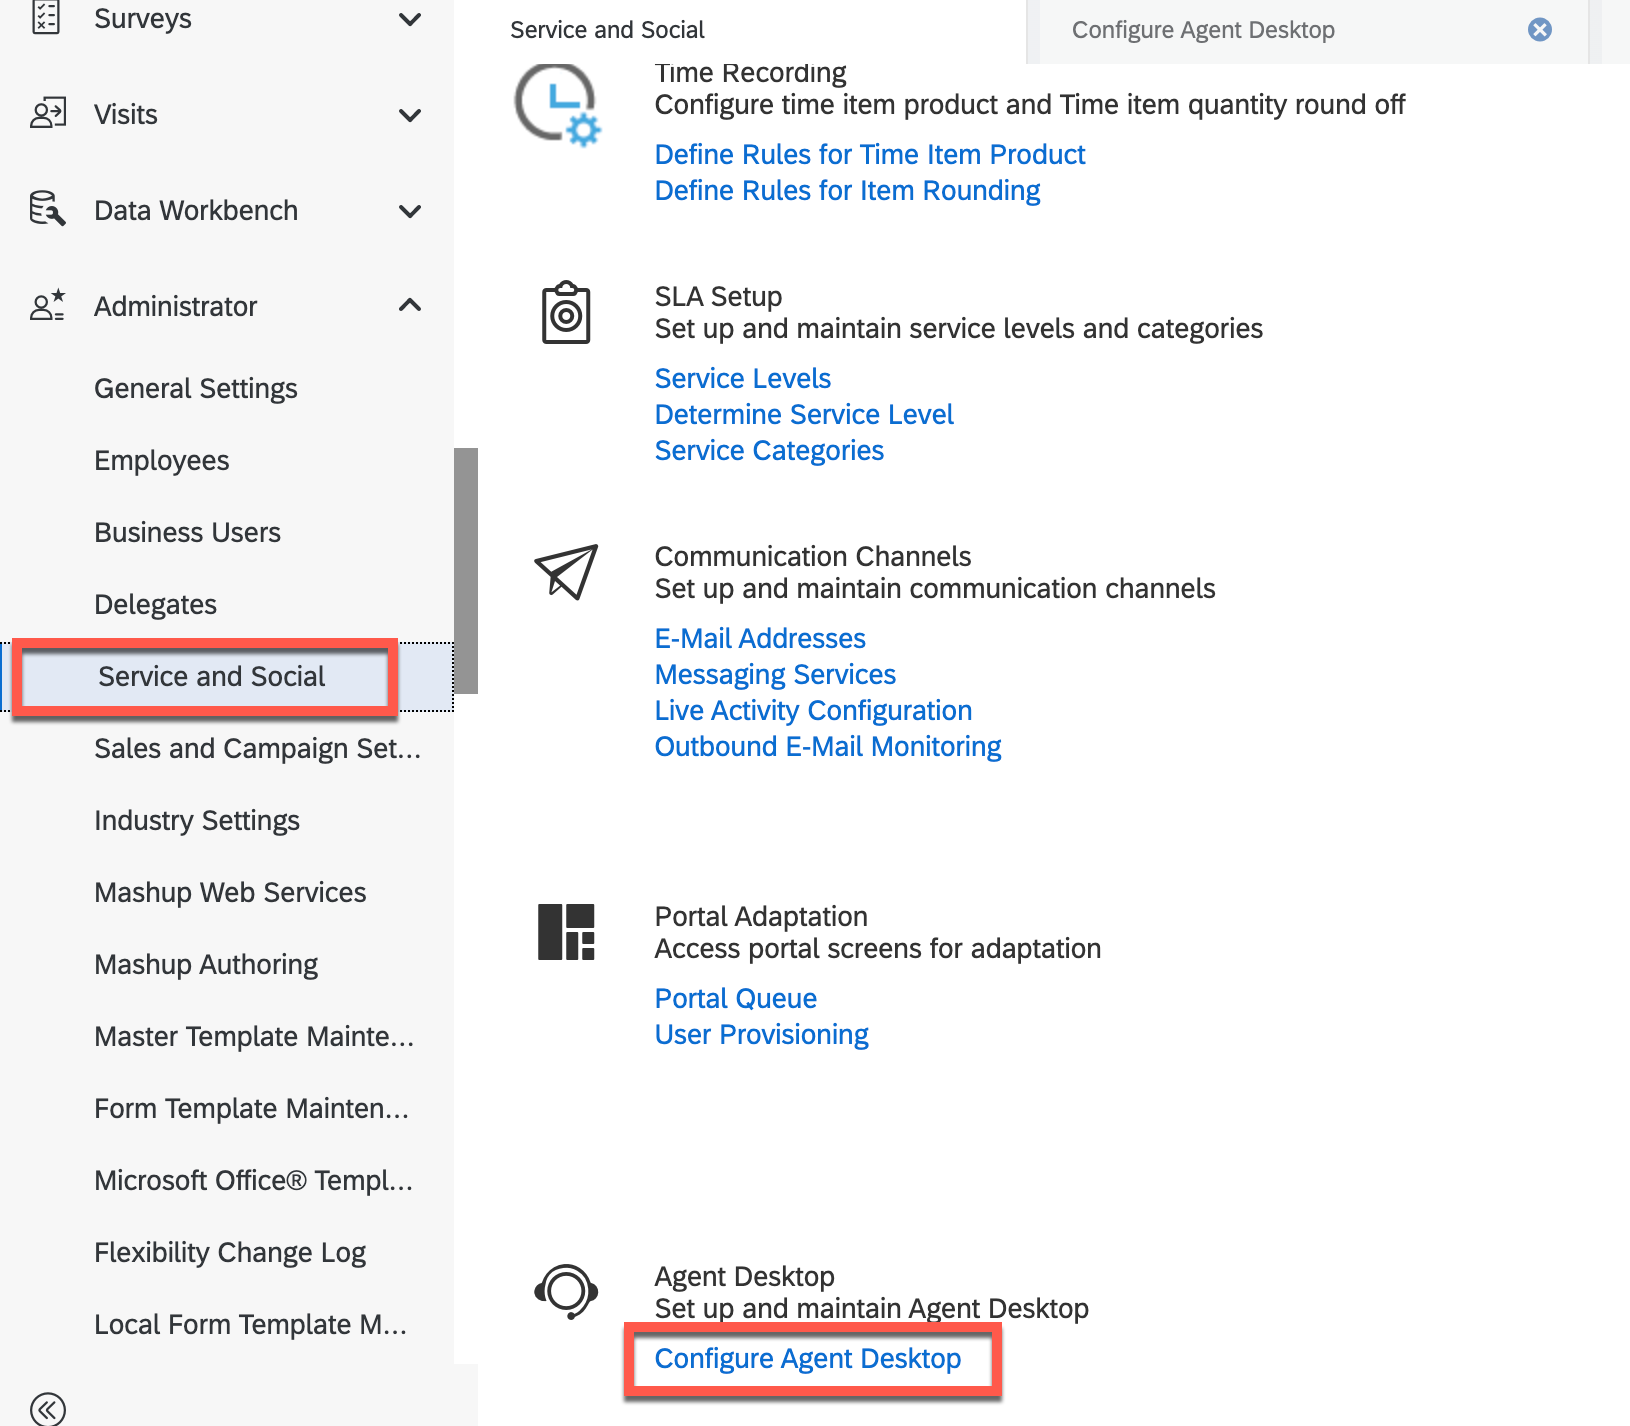 Surveys
Visits
Data Workbench
Administrator
General Settings
Employees
Business Users
Delegates
Service and Social
Sales and Campaign Set...
Industry Settings
Mashup Web Services
Mashup Authoring
Master Template Mainte...
Form Template Mainten...
Microsoft Office® Templ...
Flexibility Change Log
Local Form Template M...
Service and Social
Configure Agent Desktop
Time Recording
Configure time item product and Time item quantity round off
Define Rules for Time Item Product
Define Rules for Item Rounding
SLA Setup
Set up and maintain service levels and categories
Service Levels
Determine Service Level
Service Categories
Communication Channels
Set up and maintain communication channels
E-Mail Addresses
Messaging Services
Live Activity Configuration
Outbound E-Mail Monitoring
Portal Adaptation
Access portal screens for adaptation
Portal Queue
User Provisioning
Agent Desktop
Set up and maintain Agent Desktop
Configure Agent Desktop